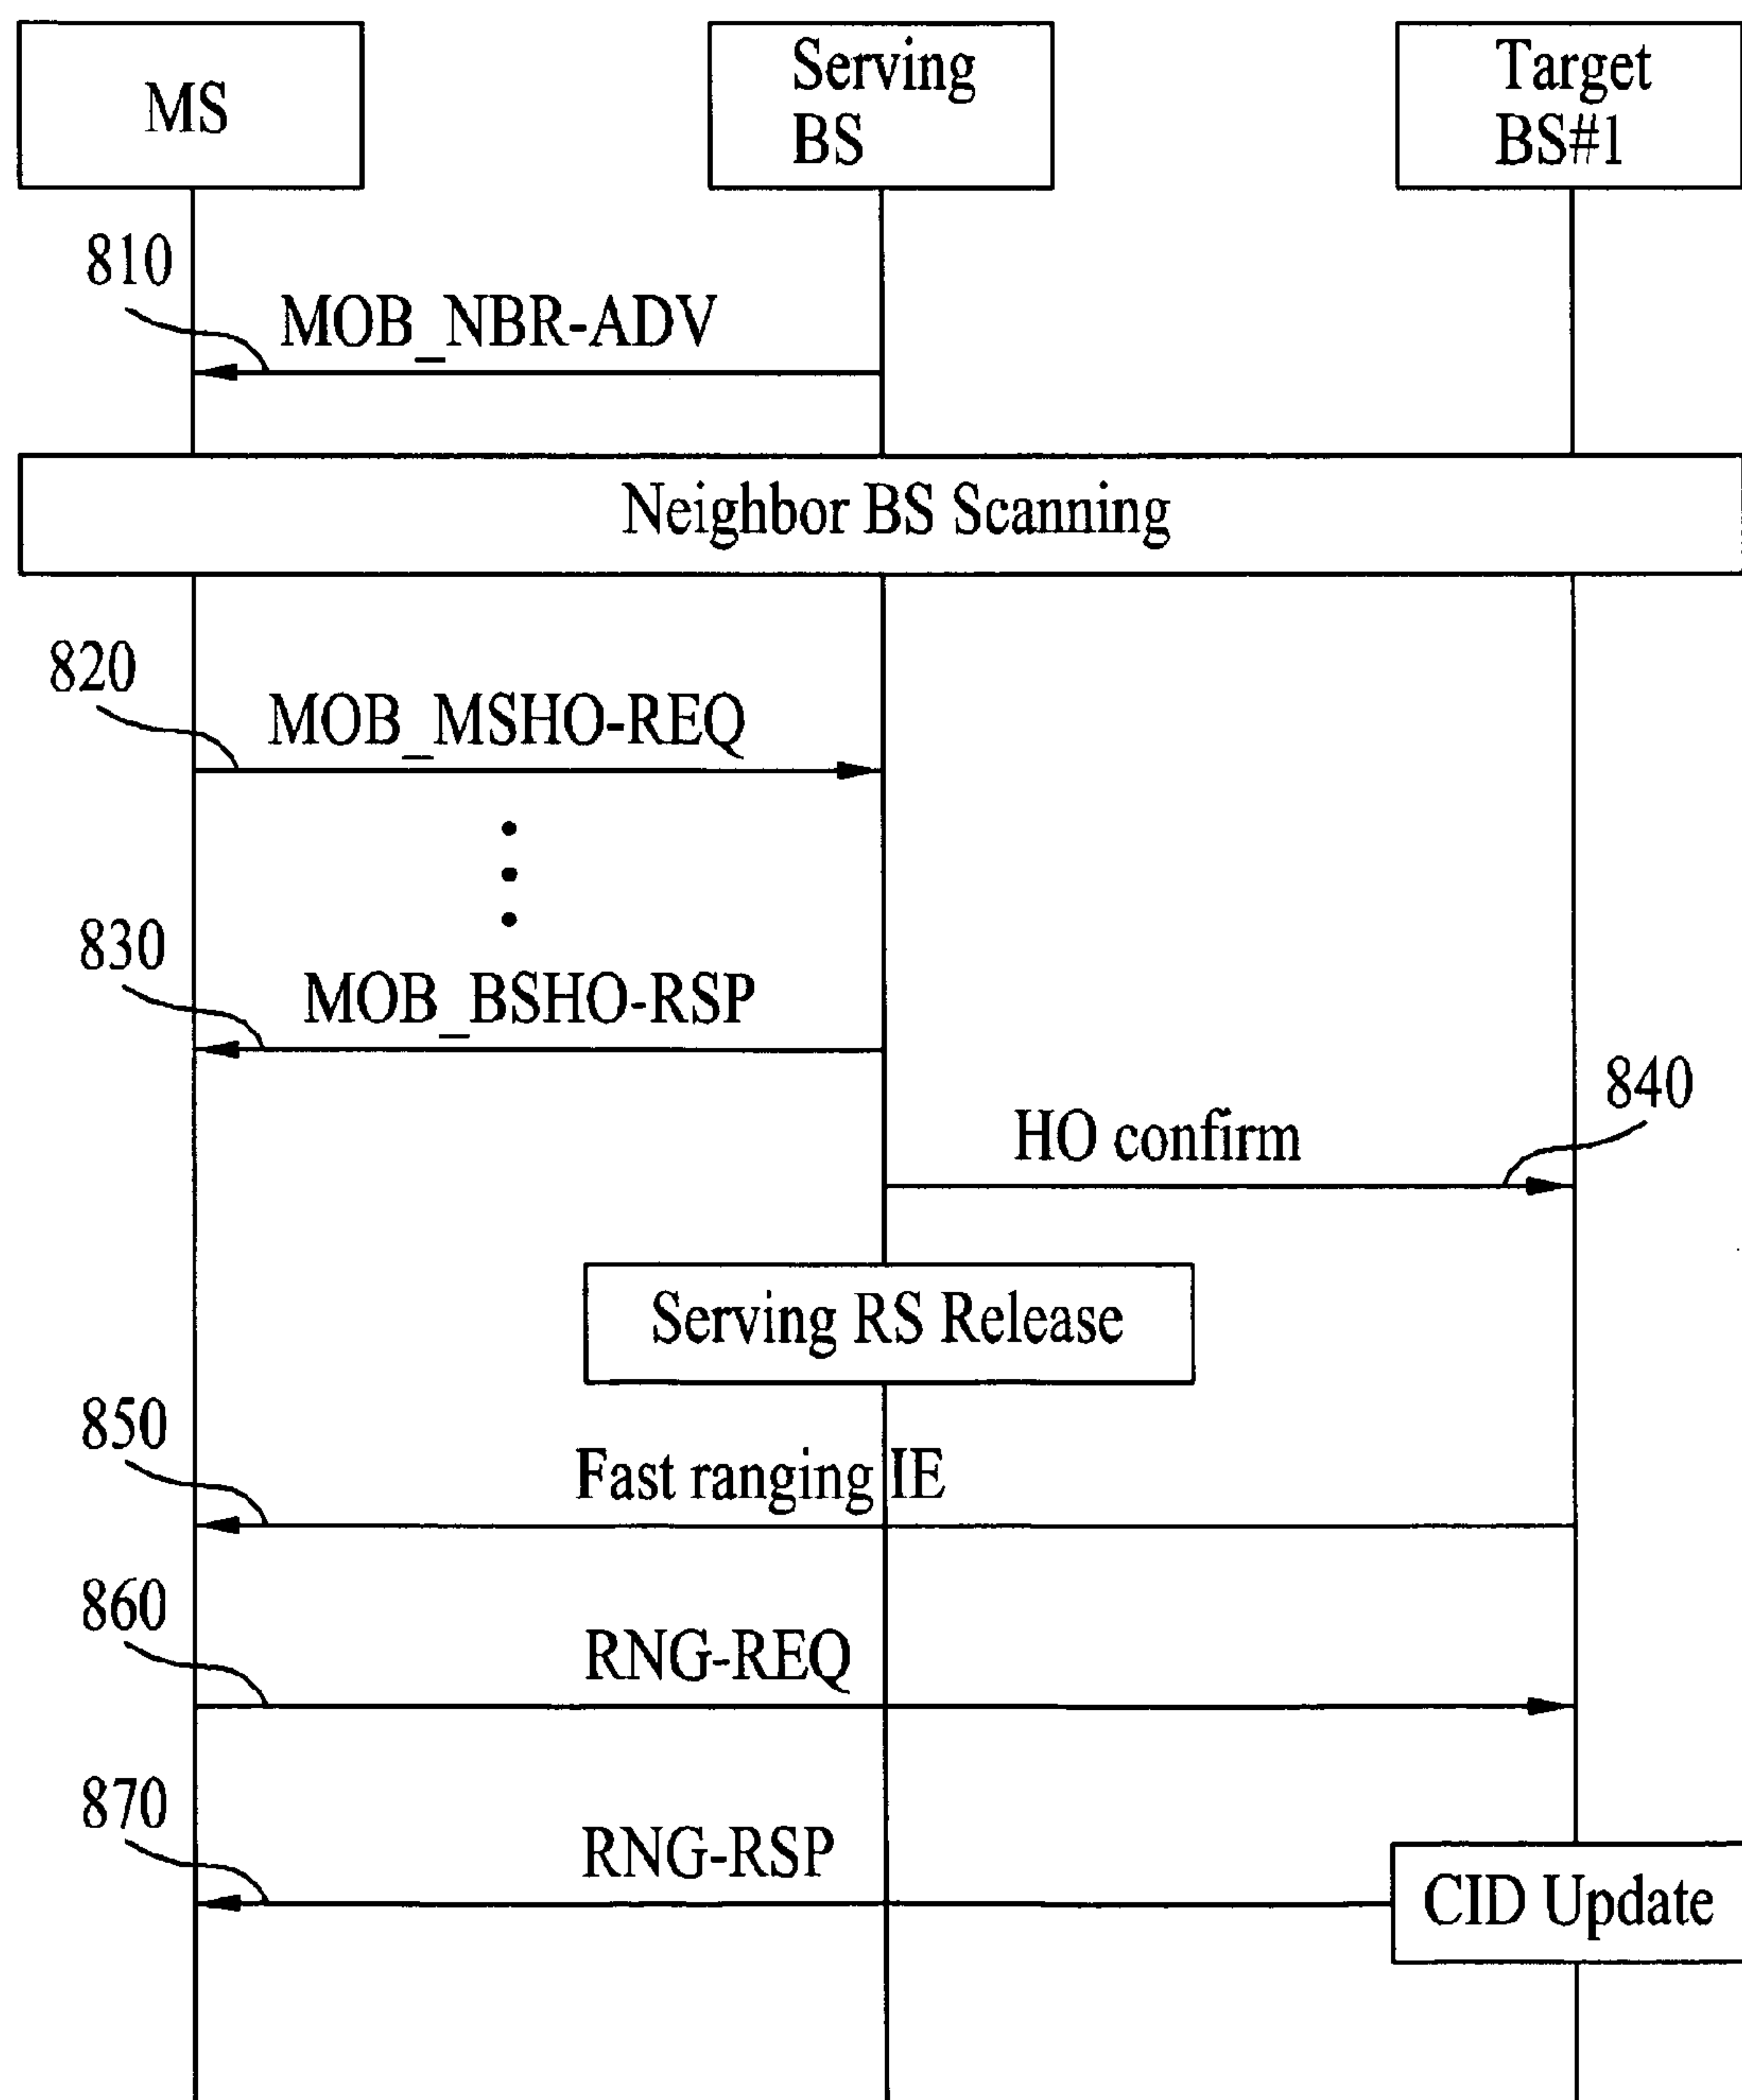 MS
Serving
BS
Target
BS#1
810
MOB_NBR-ADV
Neighbor BS Scanning
820
MOB_MSHO-REQ
830
MOB_BSHO-RSP
840
HO confirm
Serving RS Release
850
Fast ranging IE
860
RNG-REQ
870
RNG-RSP
CID Update